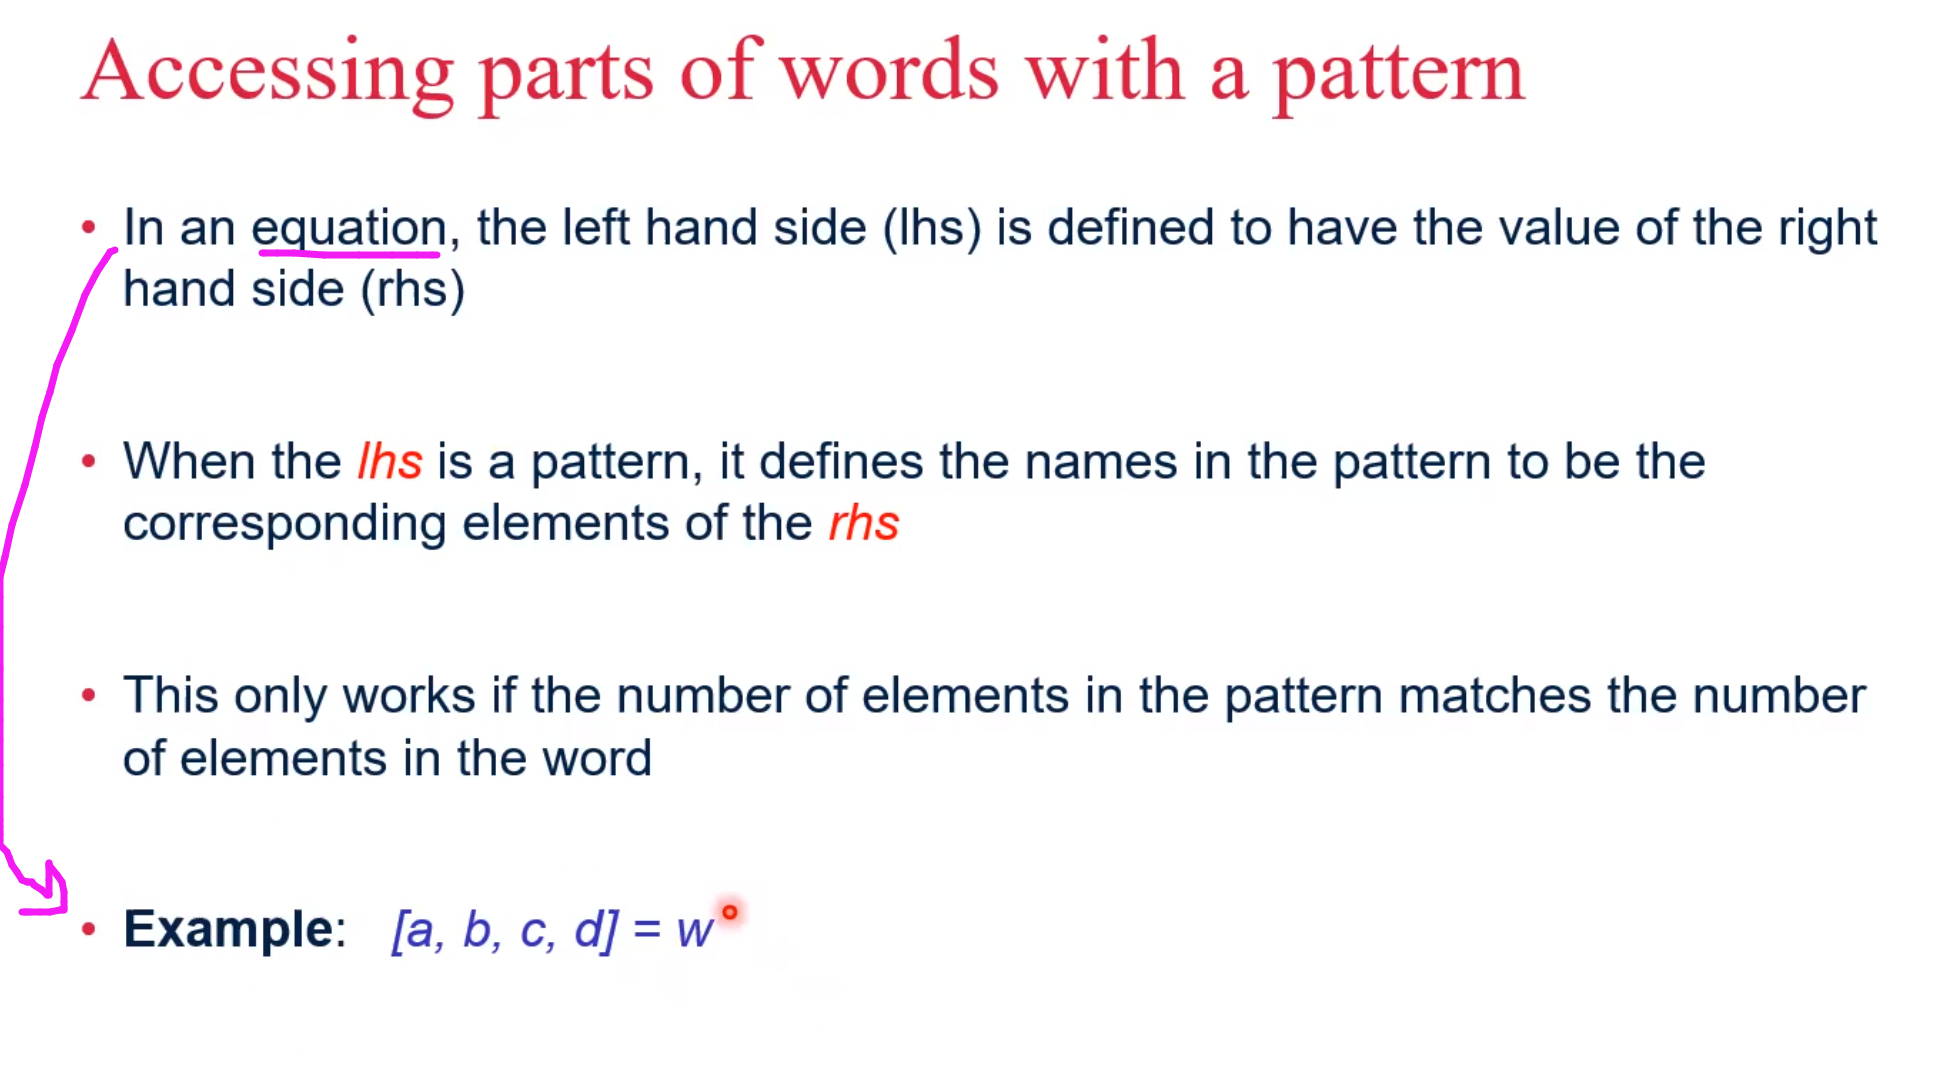 Accessing parts of words with a pattern
• In an equation, the left hand side (lhs) is defined to have the value of the right
hand side (rhs)
• When the lhs is a pattern, it defines the names in the pattern to be the
corresponding elements of the rhs
• This only works if the number of elements in the pattern matches the number
of elements in the word
• Example: [a, b, c, d] = w